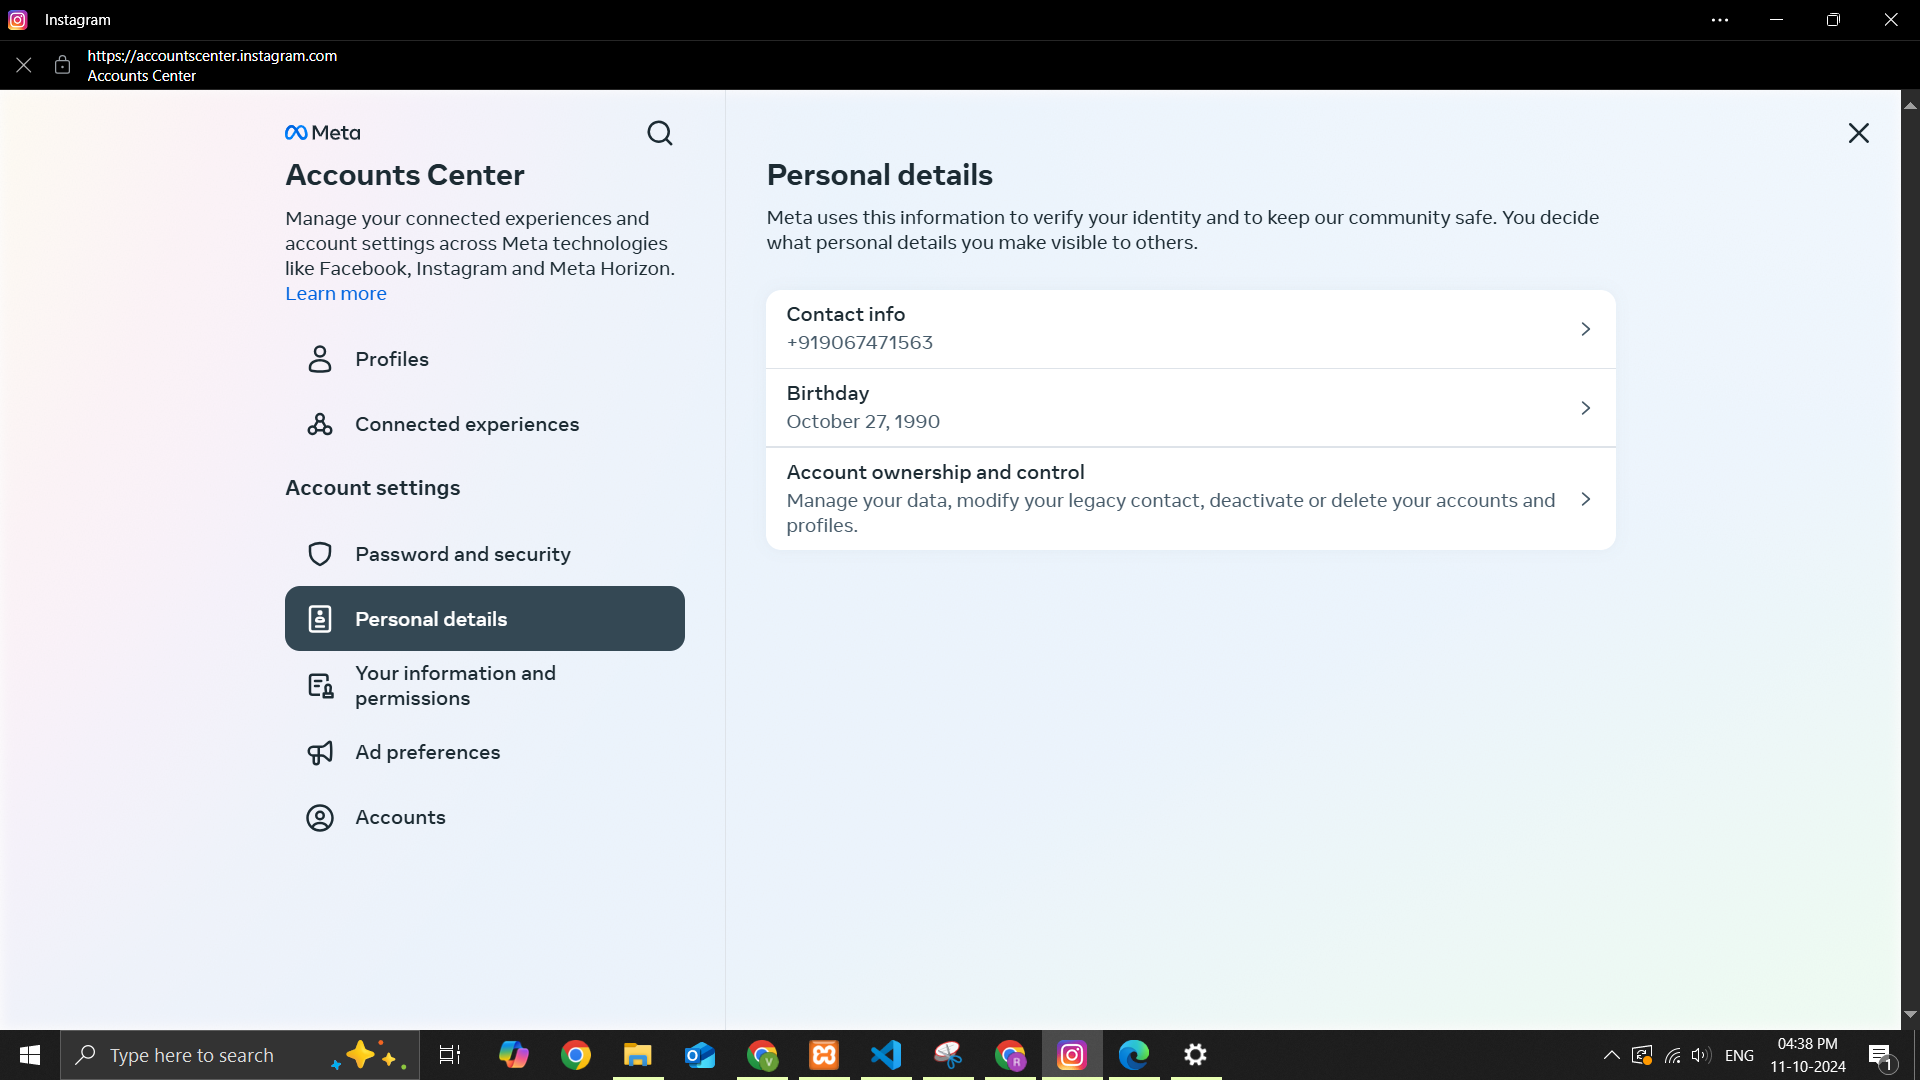 Instagram
https://accountscenter.instagram.com
Accounts Center
Meta
Accounts Center
Manage your connected experiences and
account settings across Meta technologies
like Facebook, Instagram and Meta Horizon.
Learn more
Profiles
Connected experiences
Account settings
Password and security
Personal details
Your information and
permissions
Ad preferences
Accounts
Personal details
Meta uses this information to verify your identity and to keep our community safe. You decide
what personal details you make visible to others.
Contact info
+919067471563
Birthday
October 27, 1990
Account ownership and control
Manage your data, modify your legacy contact, deactivate or delete your accounts and
profiles.
Type here to search
V
R
ENG
04:38 PM
11-10-2024
1